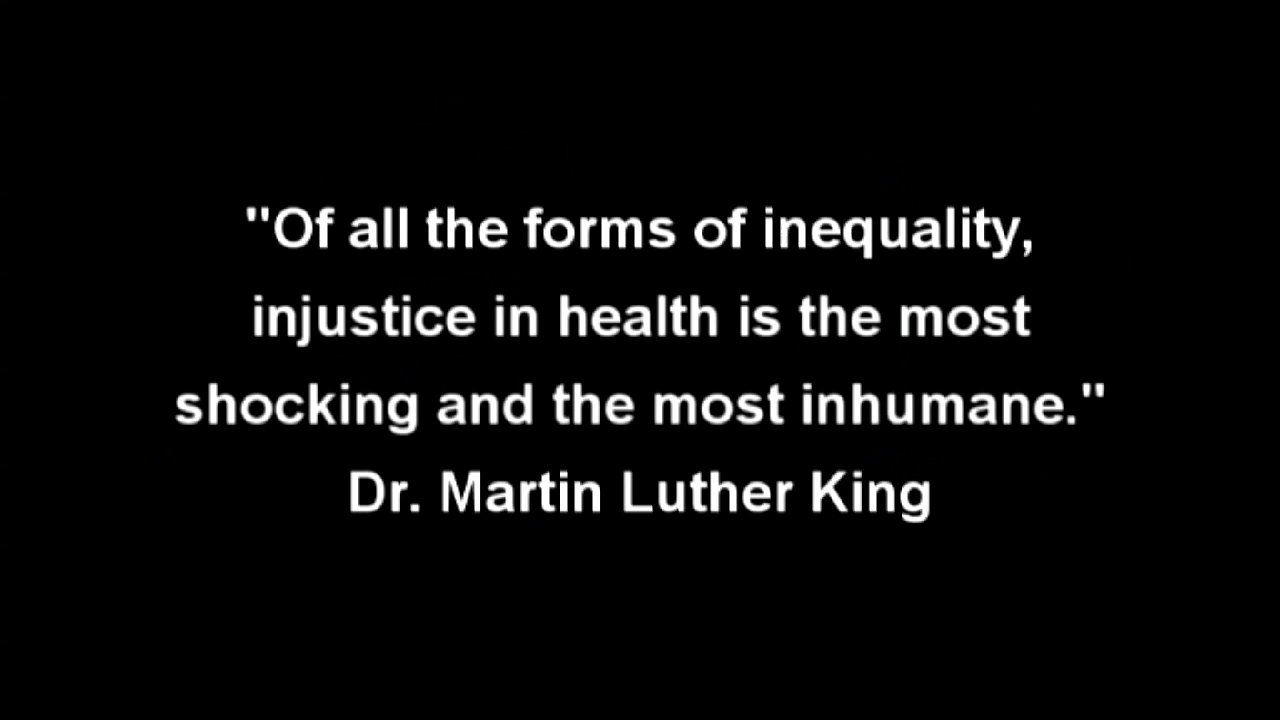 "Of all the forms of inequality,
injustice in health is the most
shocking and the most inhumane."
Dr. Martin Luther King